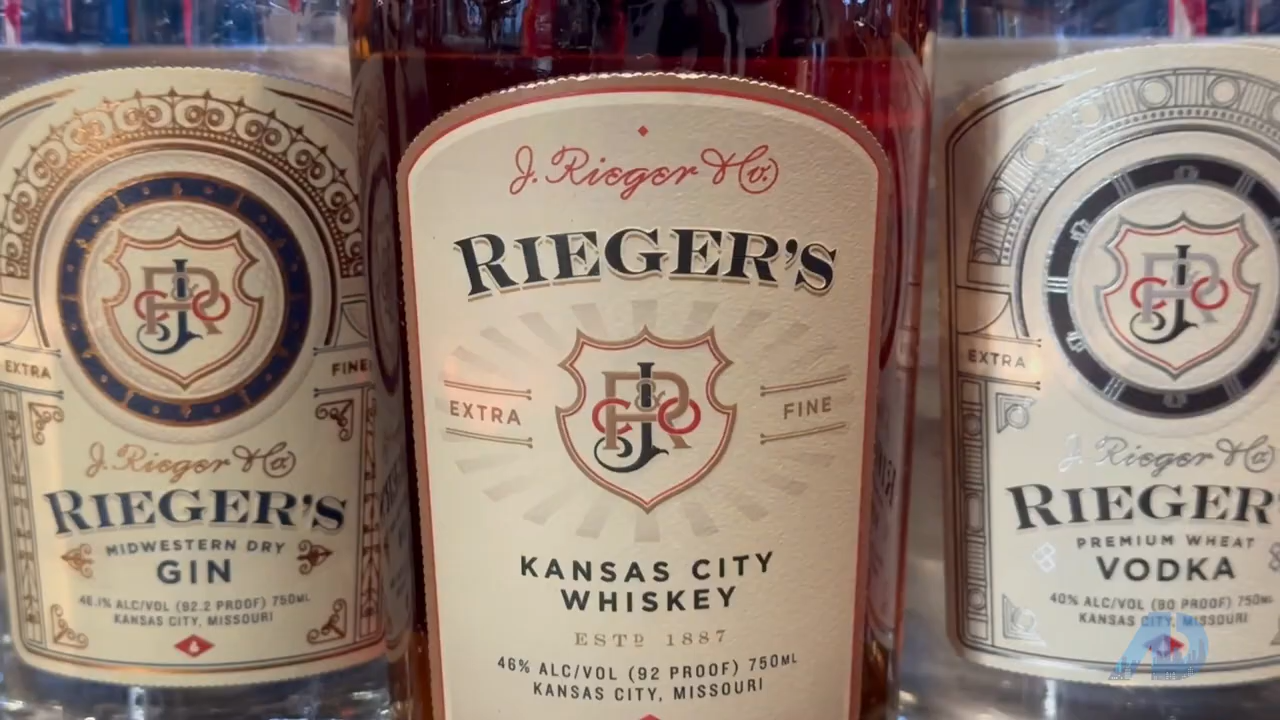 EXTRA
FINE
J. Rieger & Co.
RIEGER'S
MIDWESTERN DRY
GIN
46.1% ALC/VOL (92.2 PROOF) 750ML
KANSAS CITY, MISSOURI
J. Rieger & Co.
RIEGER'S
EXTRA
FINE
J R & CO
KANSAS CITY
WHISKEY
ESTD 1887
46% ALC/VOL (92 PROOF) 750ML
KANSAS CITY, MISSOURI
EXTRA
J. Rieger & Co
RIEGER'
PREMIUM WHEAT
VODKA
40% ALC/VOL (80 PROOF) 750ML
KANSAS CITY, MISSOURI